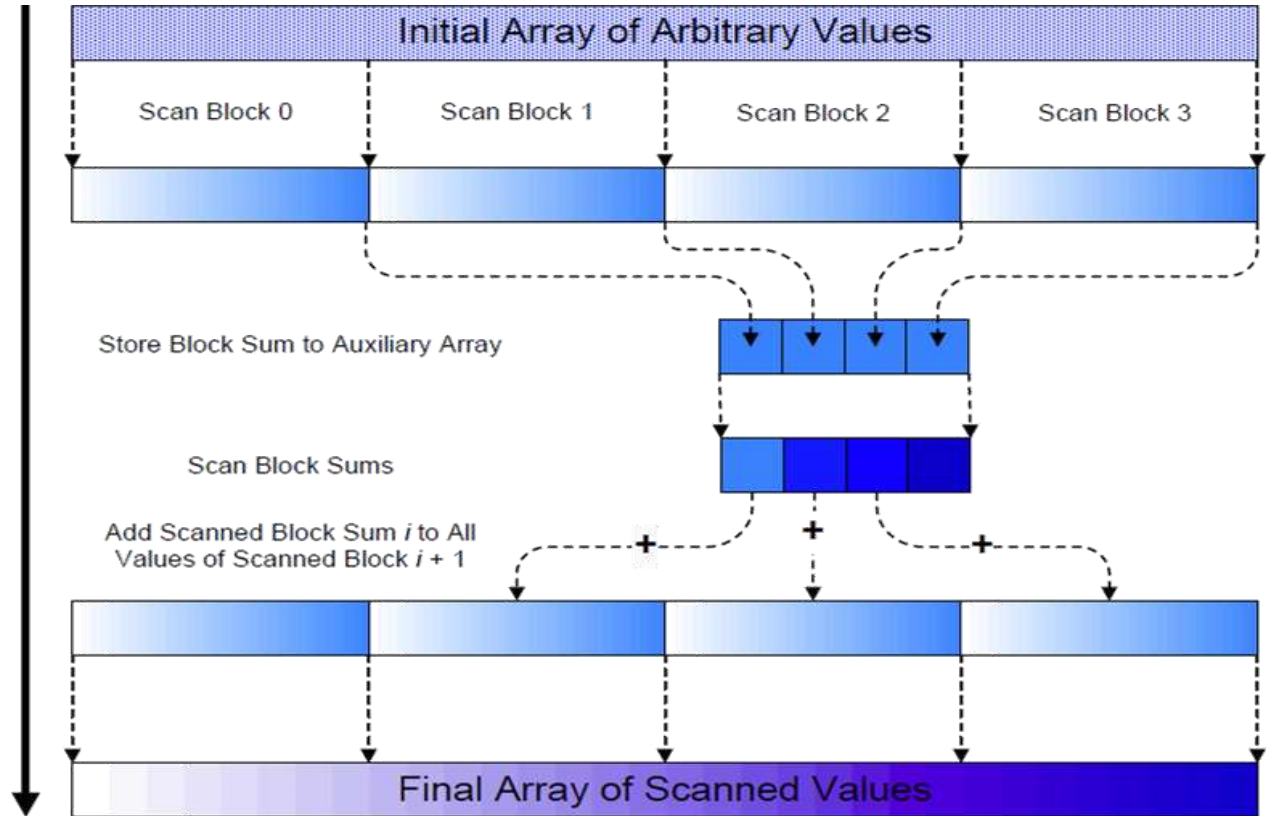 Initial Array of Arbitrary Values
Scan Block 0
Scan Block 1
Scan Block 2
Scan Block 3
Store Block Sum to Auxiliary Array
Scan Block Sums
Add Scanned Block Sum i to All
Values of Scanned Block i + 1
+
+
+
Final Array of Scanned Values